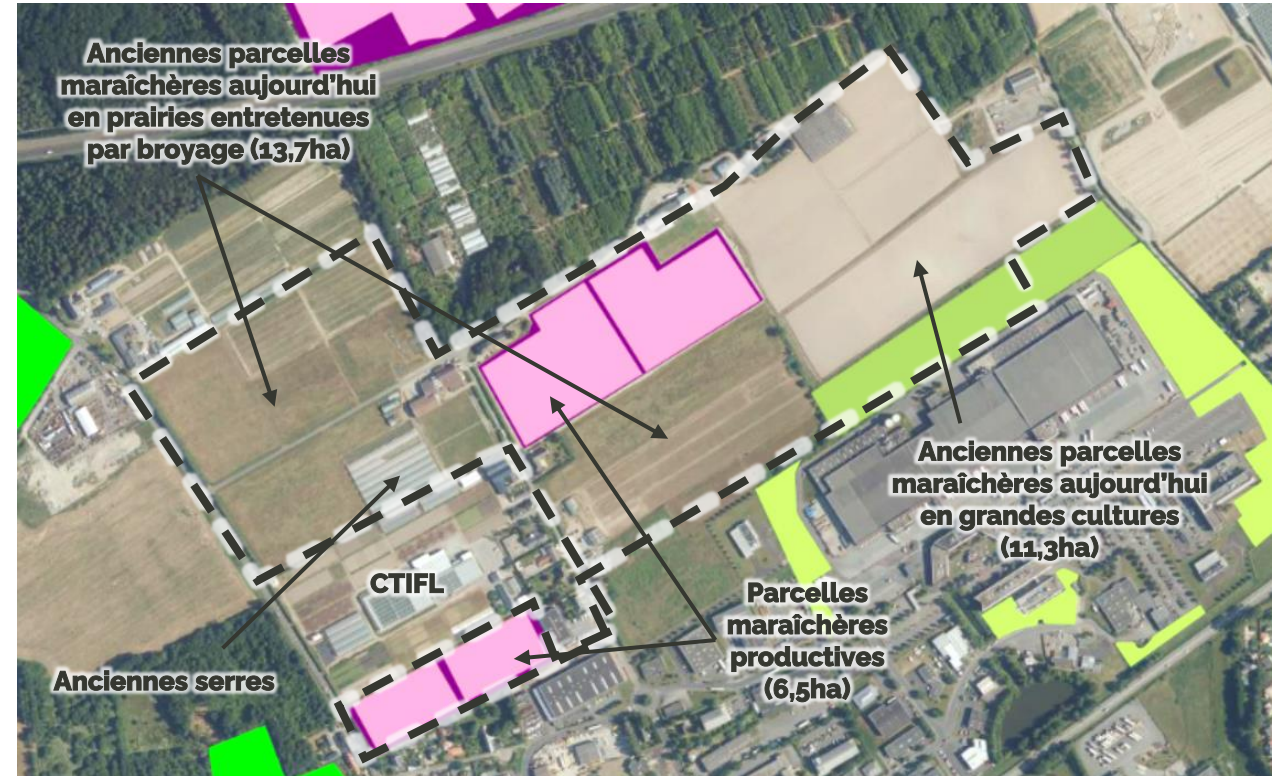 Anciennes parcelles
maraîchères aujourd'hui
en prairies entretenues
par broyage (13,7ha)
Anciennes parcelles
maraîchères aujourd'hui
en grandes cultures
(11,3ha)
CTIFL
Parcelles
maraîchères
productives
(6,5ha)
Anciennes serres